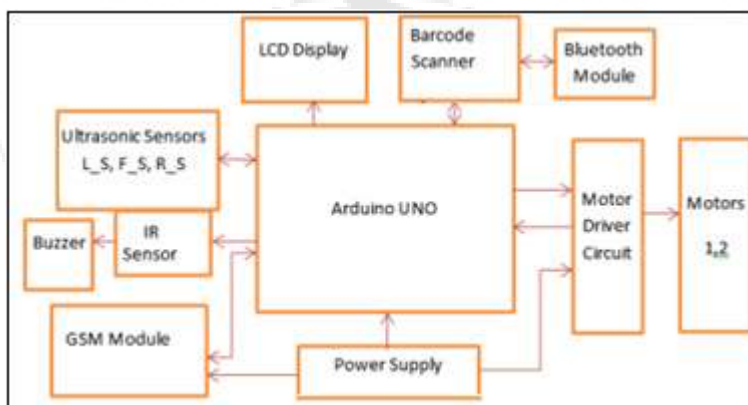 LCD Display
Barcode
Scanner
Bluetooth
Module
Ultrasonic Sensors
L_S, F_S, R_S
Arduino UNO
Motor
Driver
Circuit
Motors
1,2
Buzzer
IR
Sensor
GSM Module
Power Supply